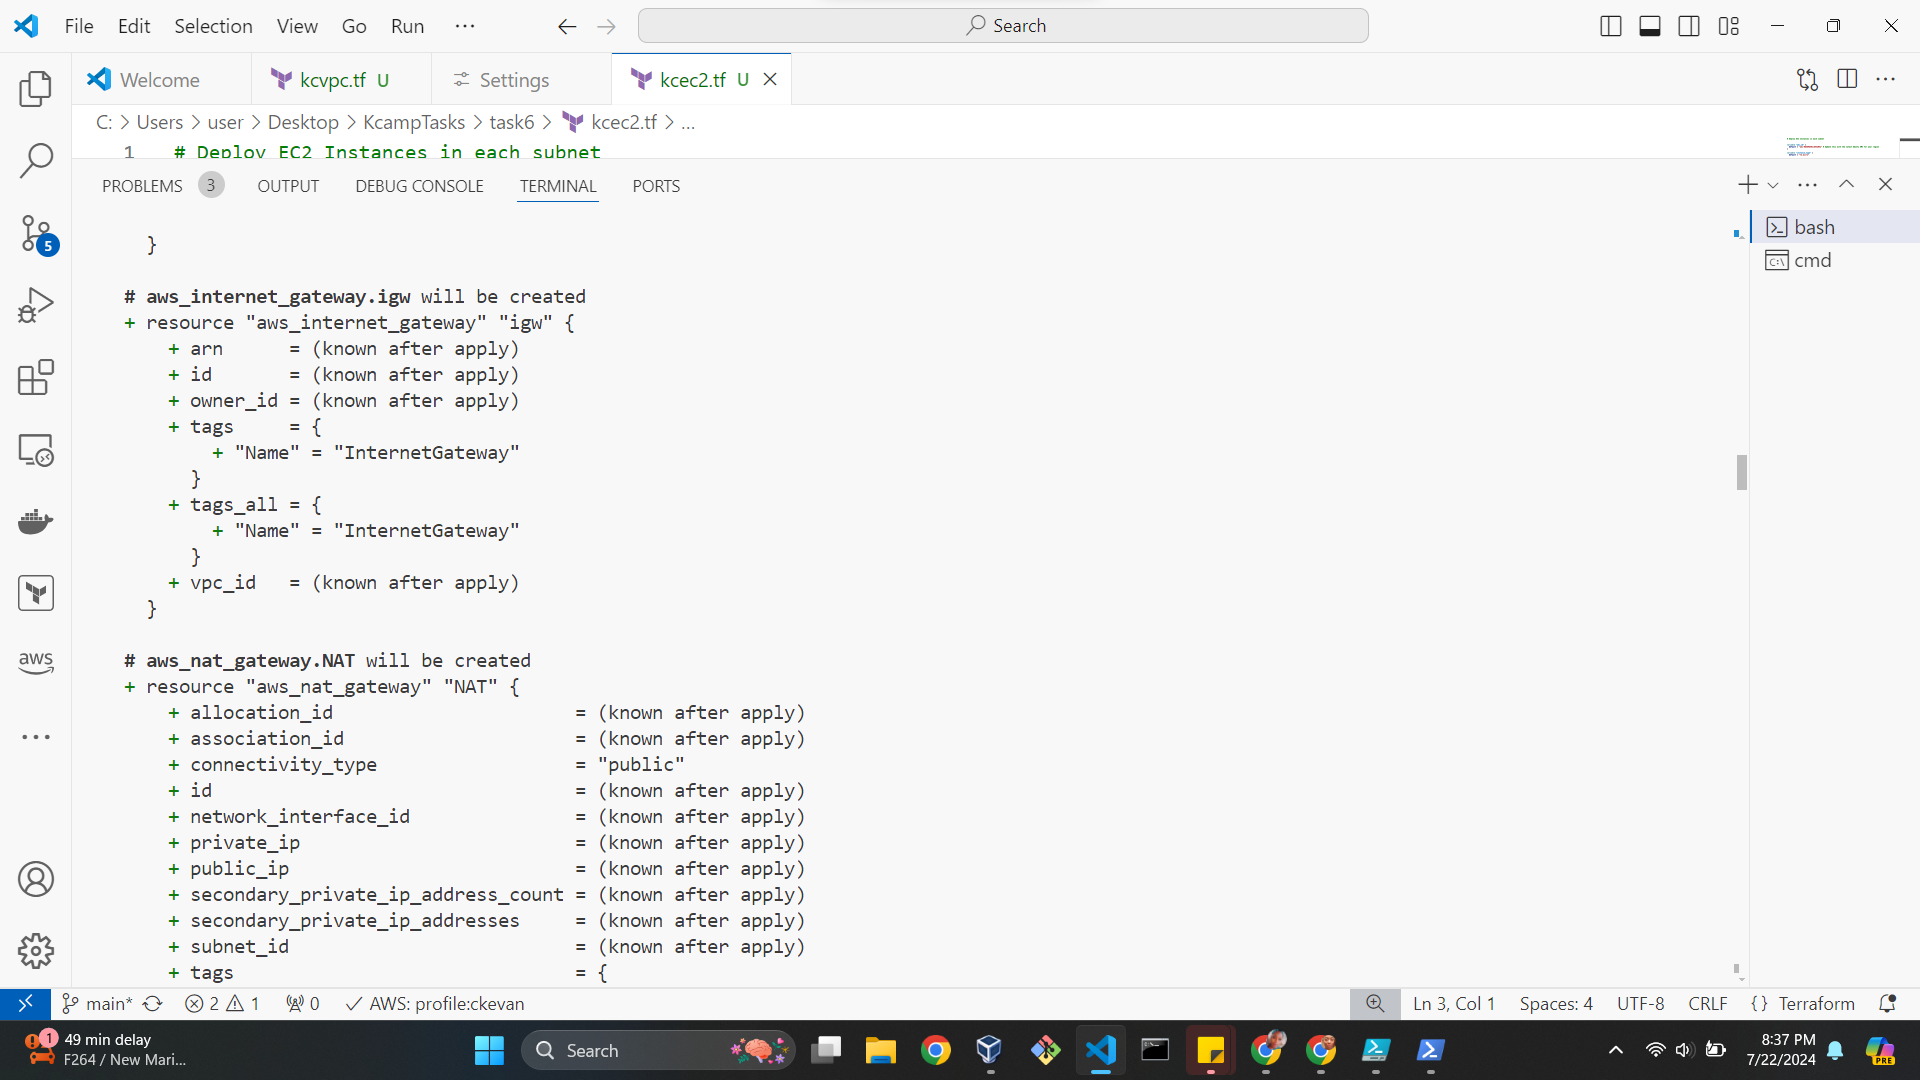 File Edit Selection View Go Run ··· Search
Welcome kcvpc.tf U Settings kcec2.tf U
C: > Users > user > Desktop > KcampTasks > task6 > kcec2.tf > ...
1 # Deploy EC2 Instances in each subnet
PROBLEMS 3 OUTPUT DEBUG CONSOLE TERMINAL PORTS
bash
cmd
}
# aws_internet_gateway.igw will be created
+ resource "aws_internet_gateway" "igw" {
+ arn = (known after apply)
+ id = (known after apply)
+ owner_id = (known after apply)
+ tags = {
+ "Name" = "InternetGateway"
}
+ tags_all = {
+ "Name" = "InternetGateway"
}
+ vpc_id = (known after apply)
}
# aws_nat_gateway.NAT will be created
+ resource "aws_nat_gateway" "NAT" {
+ allocation_id = (known after apply)
+ association_id = (known after apply)
+ connectivity_type = "public"
+ id = (known after apply)
+ network_interface_id = (known after apply)
+ private_ip = (known after apply)
+ public_ip = (known after apply)
+ secondary_private_ip_address_count = (known after apply)
+ secondary_private_ip_addresses = (known after apply)
+ subnet_id = (known after apply)
+ tags = {
5
aws
main* 2 1 0 AWS: profile:ckevan Ln 3, Col 1 Spaces: 4 UTF-8 CRLF {} Terraform
1 49 min delay
F264 / New Mari...
Search
8:37 PM
7/22/2024
PRE